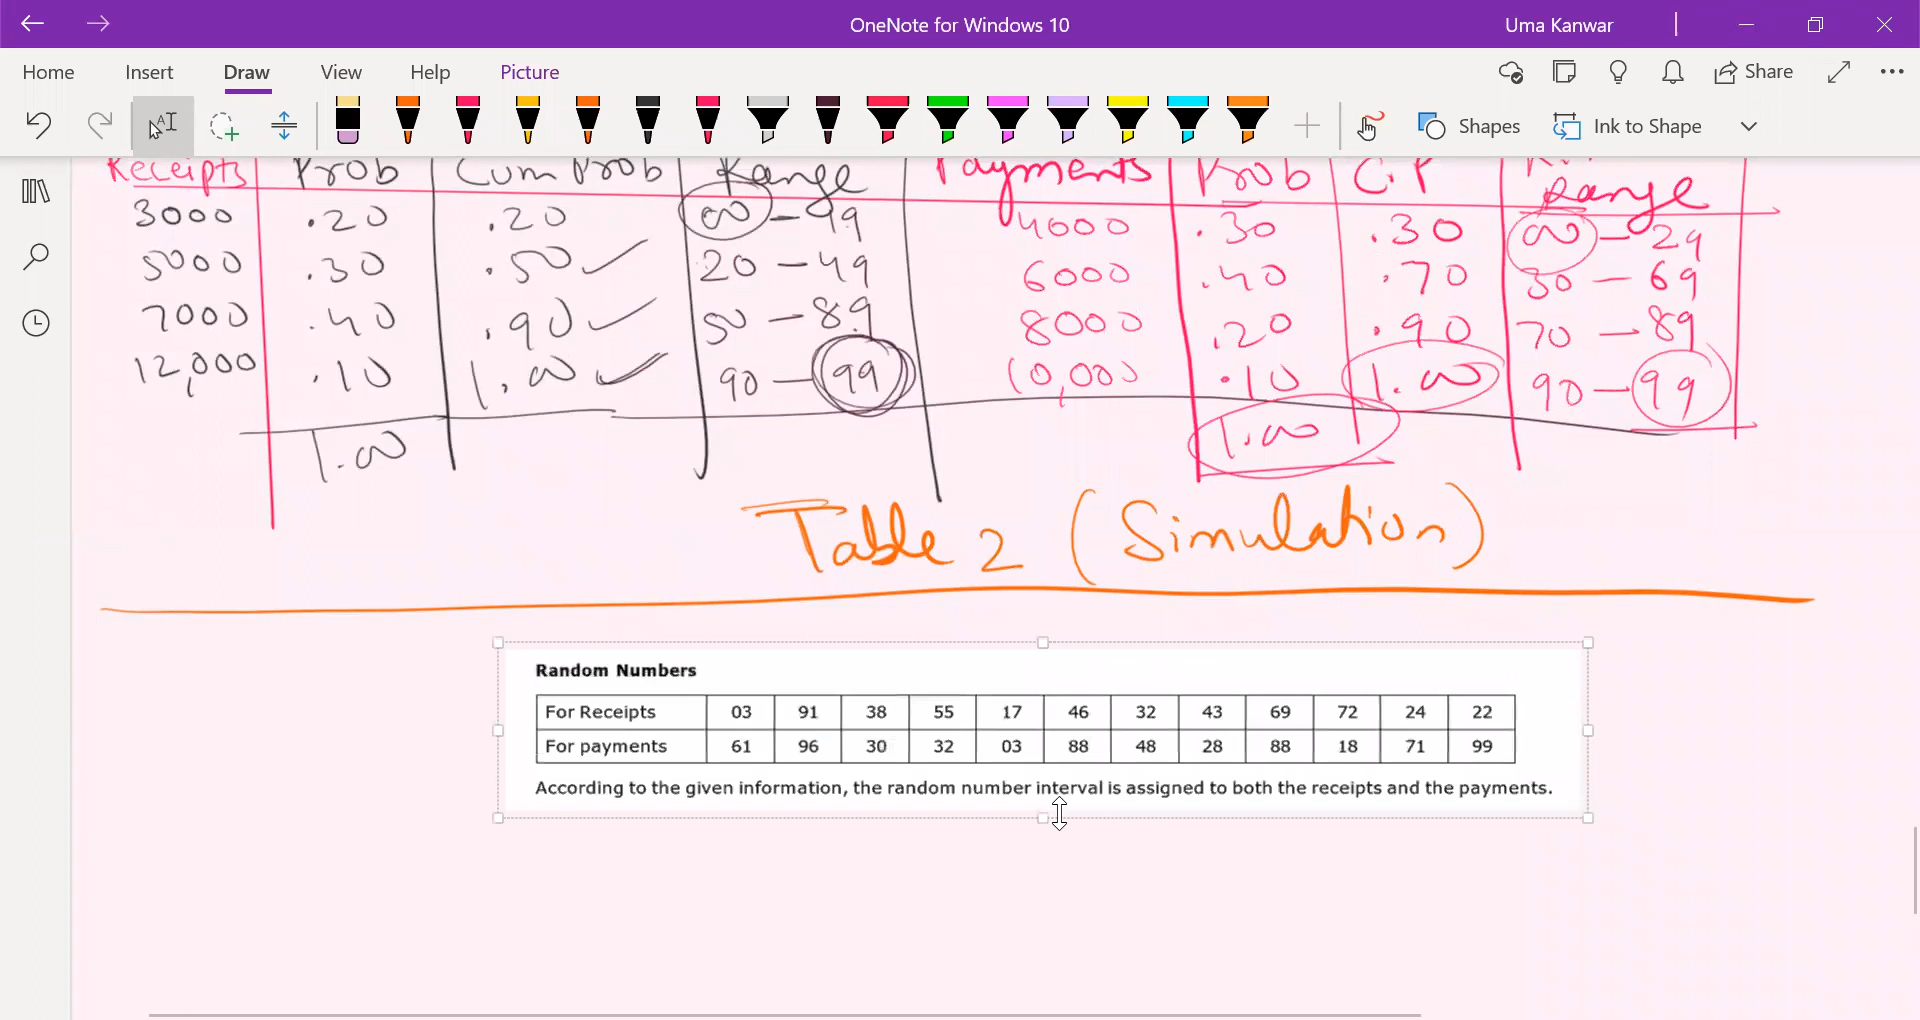 OneNote for Windows 10
Uma Kanwar
Home Insert Draw View Help Picture
Share
Shapes
Ink to Shape
Receipts Prob Cum Prob Range Payments Prob C.P Range
3000 .20 .20 00 - 99 4000 .30 .30 00 - 29
5000 .30 .50 20 - 49 6000 .40 .70 30 - 69
7000 .40 .90 50 - 89 8000 .20 .90 70 - 89
12,000 .10 1.00 90 - 99 10,000 .10 1.00 90 - 99
1.00 1.00
Table 2 (Simulation)
Random Numbers
For Receipts 03 91 38 55 17 46 32 43 69 72 24 22
For payments 61 96 30 32 03 88 48 28 88 18 71 99
According to the given information, the random number interval is assigned to both the receipts and the payments.